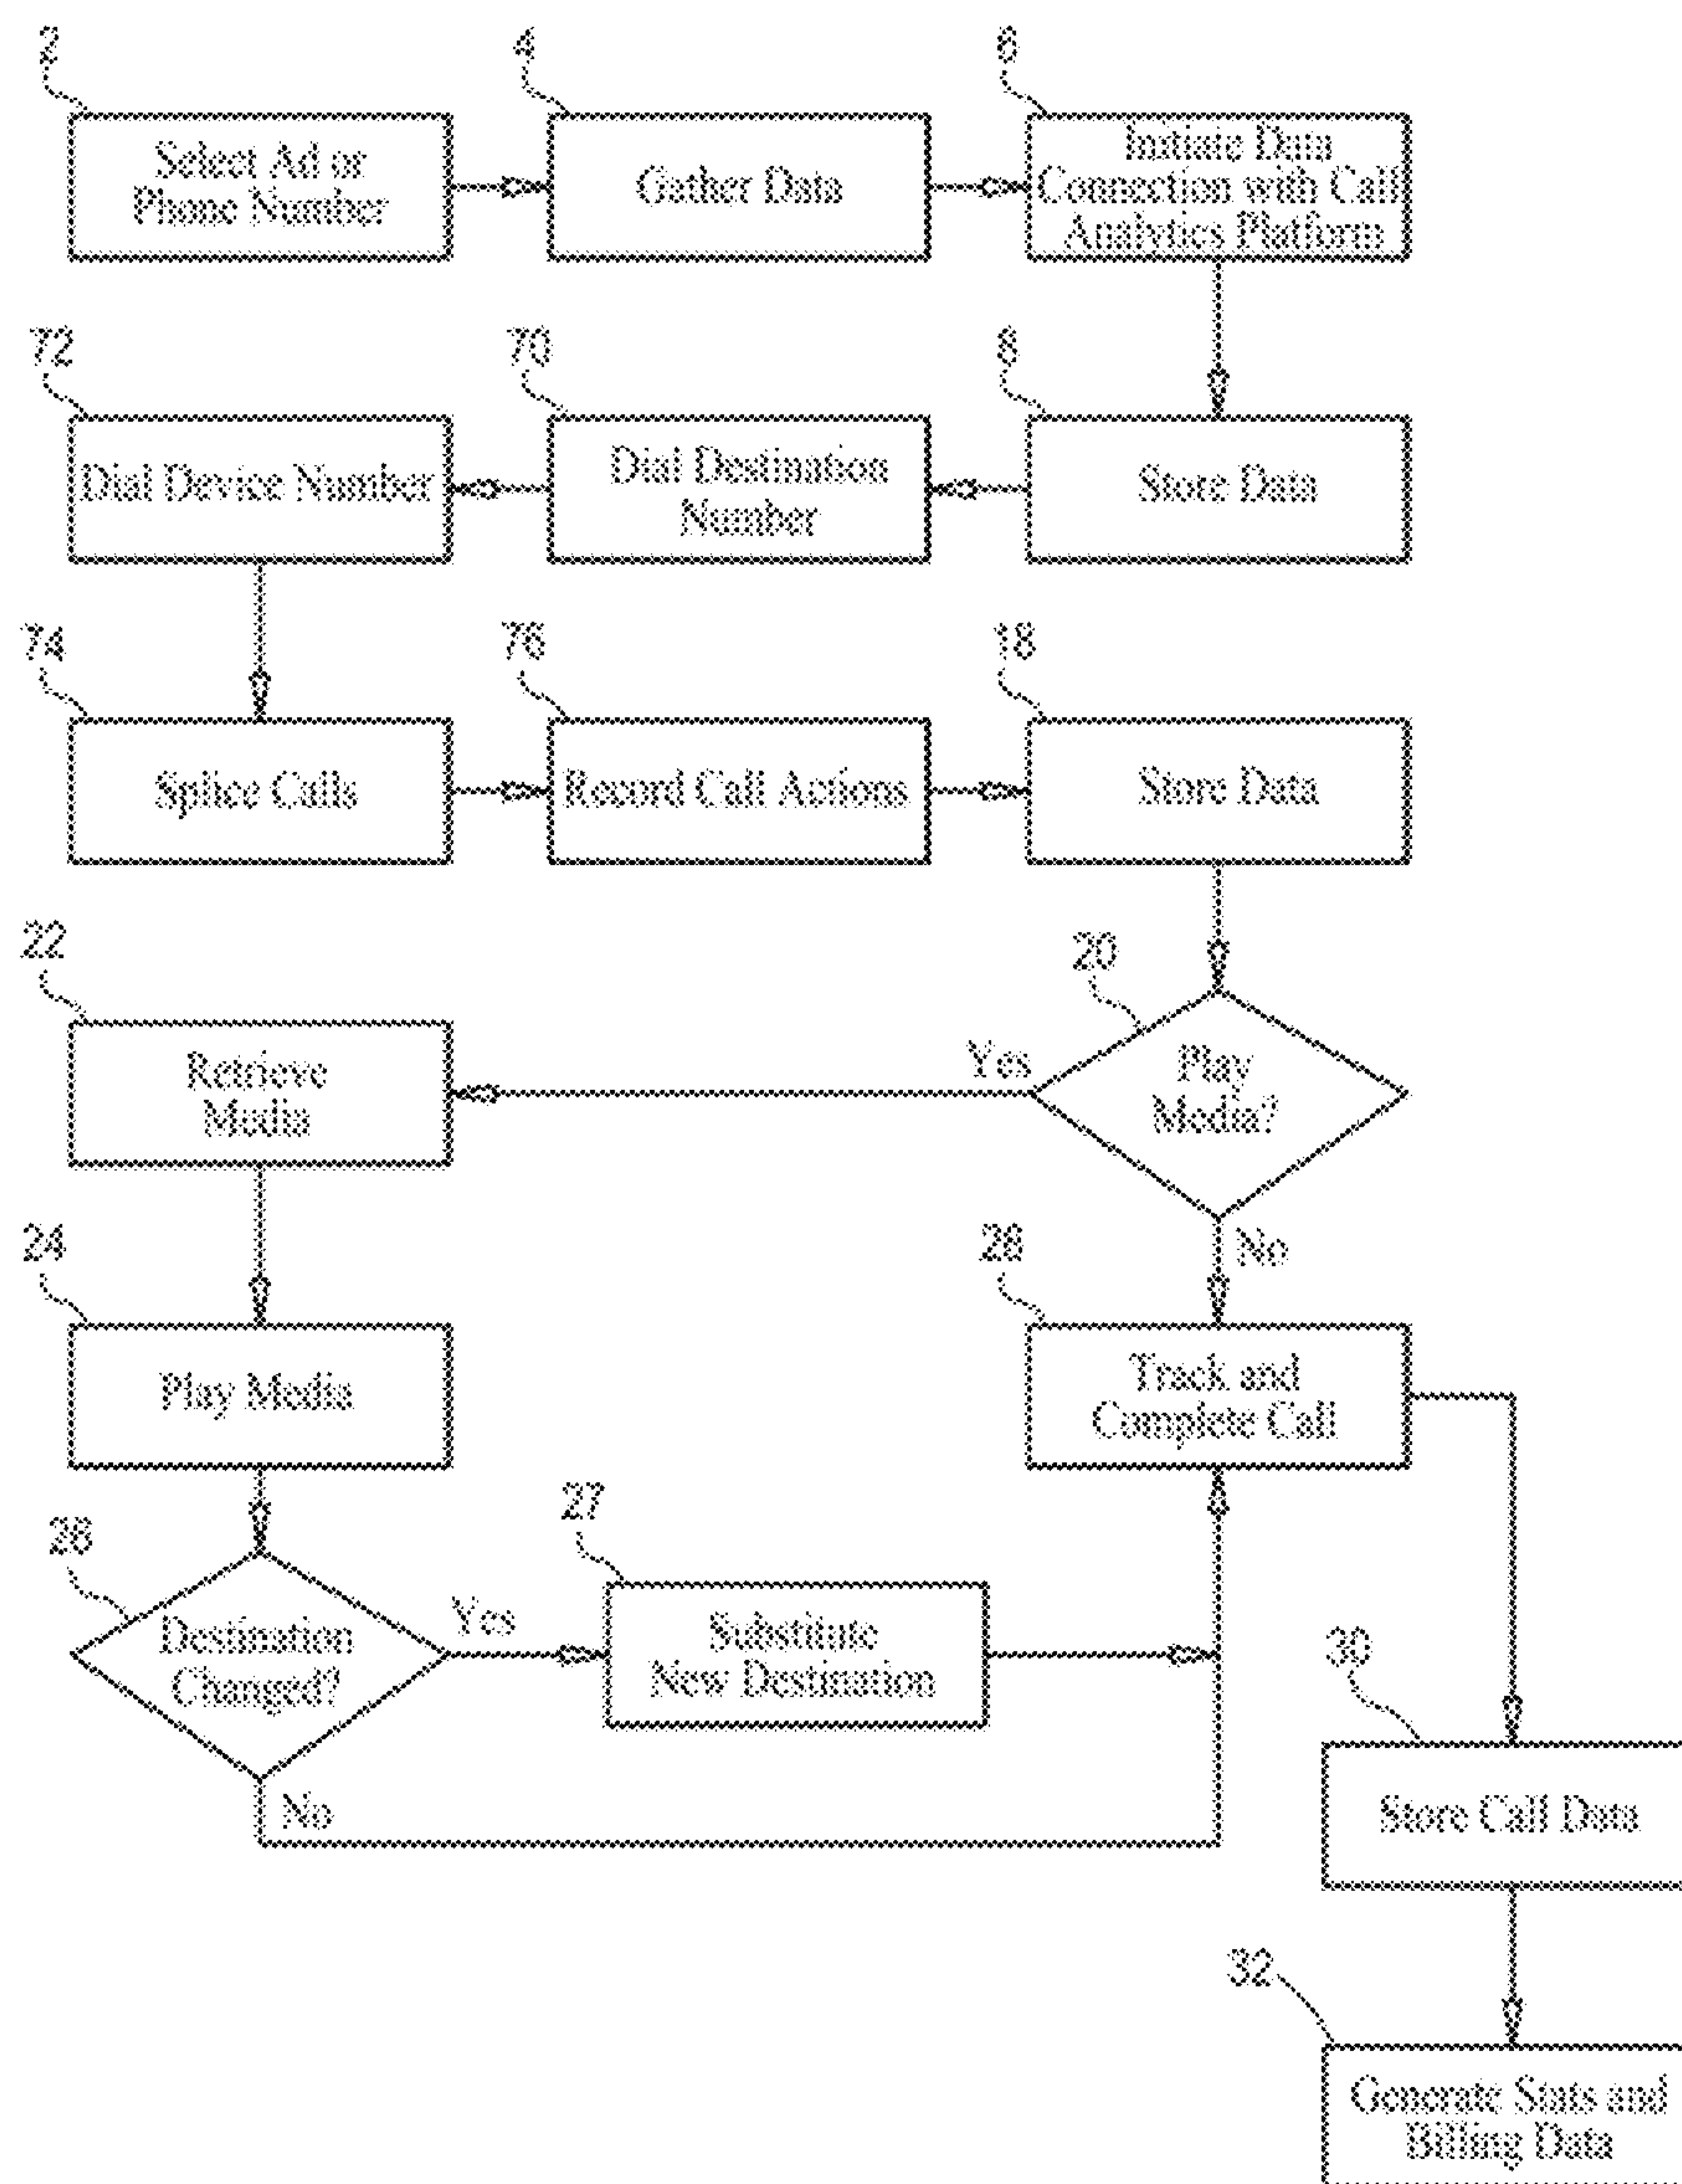 2
4
6
Select Ad or
Phone Number
Gather Data
Initiate Data
Connection with Call
Analytics Platform
72
70
8
Dial Device Number
Dial Destination
Number
Store Data
74
76
18
Splice Calls
Record Call Actions
Store Data
22
20
Retrieve
Media
Yes
Play
Media?
24
28
No
Play Media
Track and
Complete Call
26
27
Destination
Changed?
Yes
Substitute
New Destination
30
No
Store Call Data
32
Generate Stats and
Billing Data